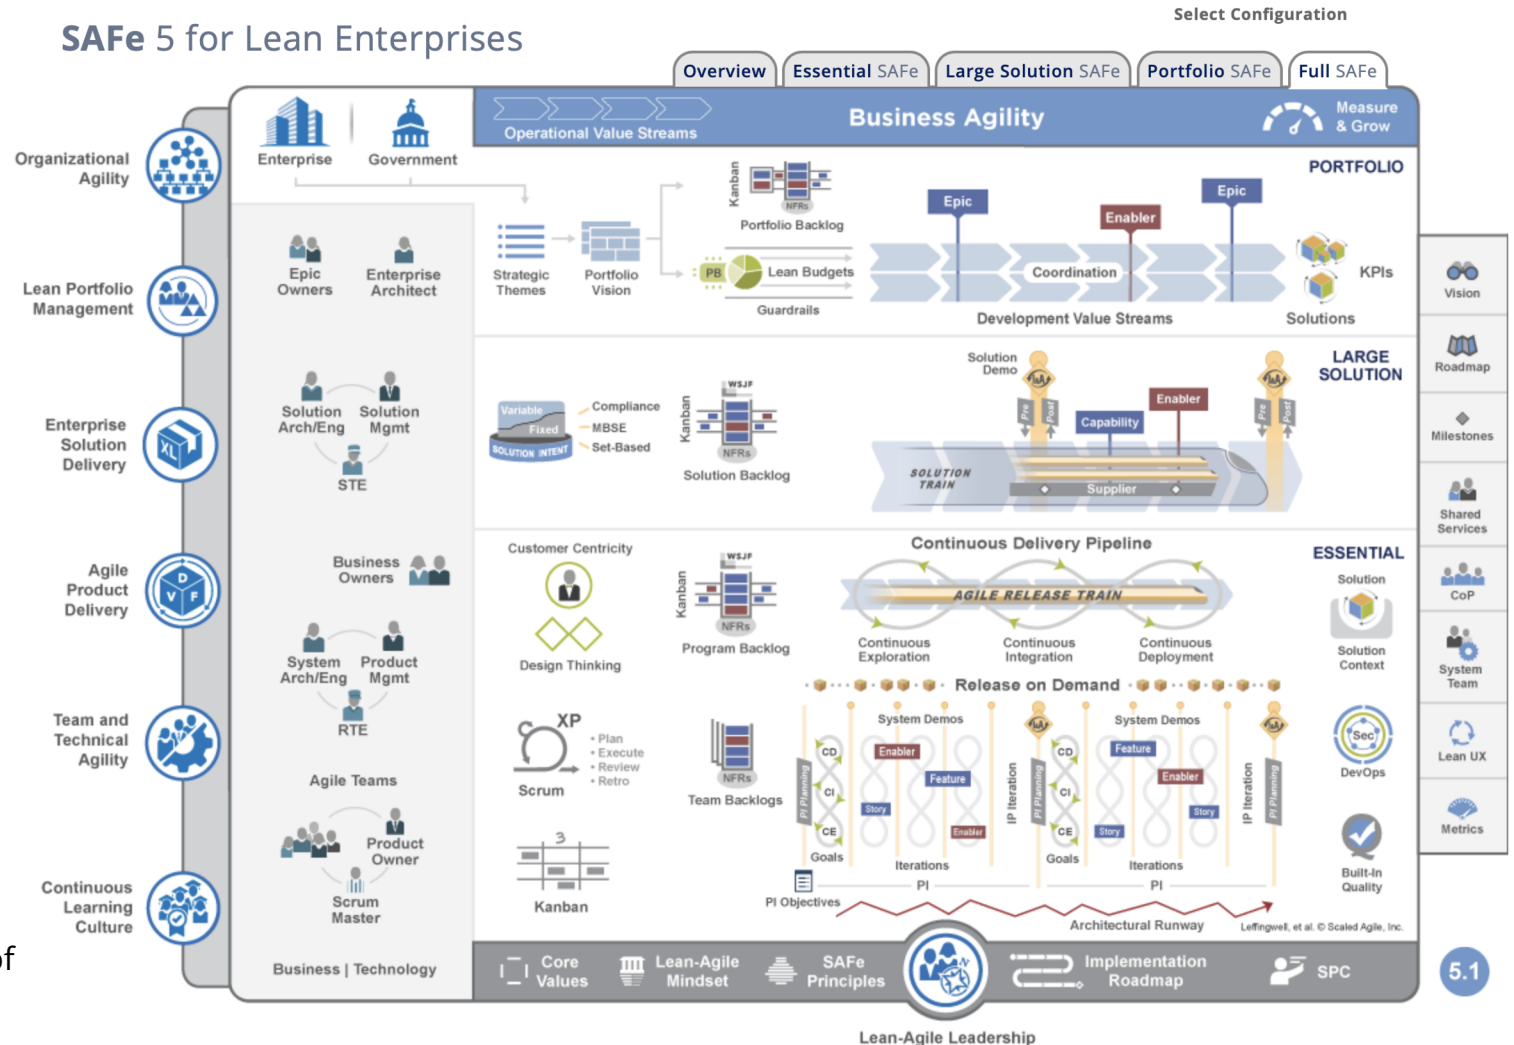 Select Configuration
SAFe 5 for Lean Enterprises
Overview
Essential SAFe
Large Solution SAFe
Portfolio SAFe
Full SAFe
Enterprise
Government
Operational Value Streams
Business Agility
Measure
& Grow
Organizational
Agility
Lean Portfolio
Management
Enterprise
Solution
Delivery
XL
Agile
Product
Delivery
D
V
F
Team and
Technical
Agility
Continuous
Learning
Culture
of
Epic
Owners
Enterprise
Architect
Solution
Arch/Eng
Solution
Mgmt
STE
Business
Owners
System
Arch/Eng
Product
Mgmt
RTE
Agile Teams
Product
Owner
Scrum
Master
Business | Technology
PORTFOLIO
Strategic
Themes
Portfolio
Vision
Kanban
NFRs
Portfolio Backlog
PB
Lean Budgets
Guardrails
Epic
Enabler
Epic
Coordination
Development Value Streams
KPIs
Solutions
LARGE
SOLUTION
Variable
Fixed
SOLUTION INTENT
Compliance
MBSE
Set-Based
WSJF
Kanban
NFRs
Solution Backlog
Solution
Demo
I&A
Pre
Post
Capability
Enabler
I&A
Pre
Post
SOLUTION
TRAIN
Supplier
ESSENTIAL
Customer Centricity
Design Thinking
WSJF
Kanban
NFRs
Program Backlog
Continuous Delivery Pipeline
AGILE RELEASE TRAIN
Continuous
Exploration
Continuous
Integration
Continuous
Deployment
Release on Demand
Solution
Solution
Context
XP
Scrum
• Plan
• Execute
• Review
• Retro
NFRs
Team Backlogs
3
Kanban
System Demos
PI Planning
CD
CI
CE
Goals
Enabler
Feature
Story
Enabler
Iterations
IP Iteration
I&A
System Demos
PI Planning
CD
CI
CE
Goals
Feature
Enabler
Story
Story
Iterations
IP Iteration
I&A
PI Planning
PI Objectives
PI
PI
Architectural Runway
Sec
DevOps
Built-In
Quality
Leffingwell, et al. © Scaled Agile, Inc.
Vision
Roadmap
Milestones
Shared
Services
CoP
System
Team
Lean UX
Metrics
Core
Values
Lean-Agile
Mindset
SAFe
Principles
N
Implementation
Roadmap
SPC
5.1
Lean-Agile Leadership